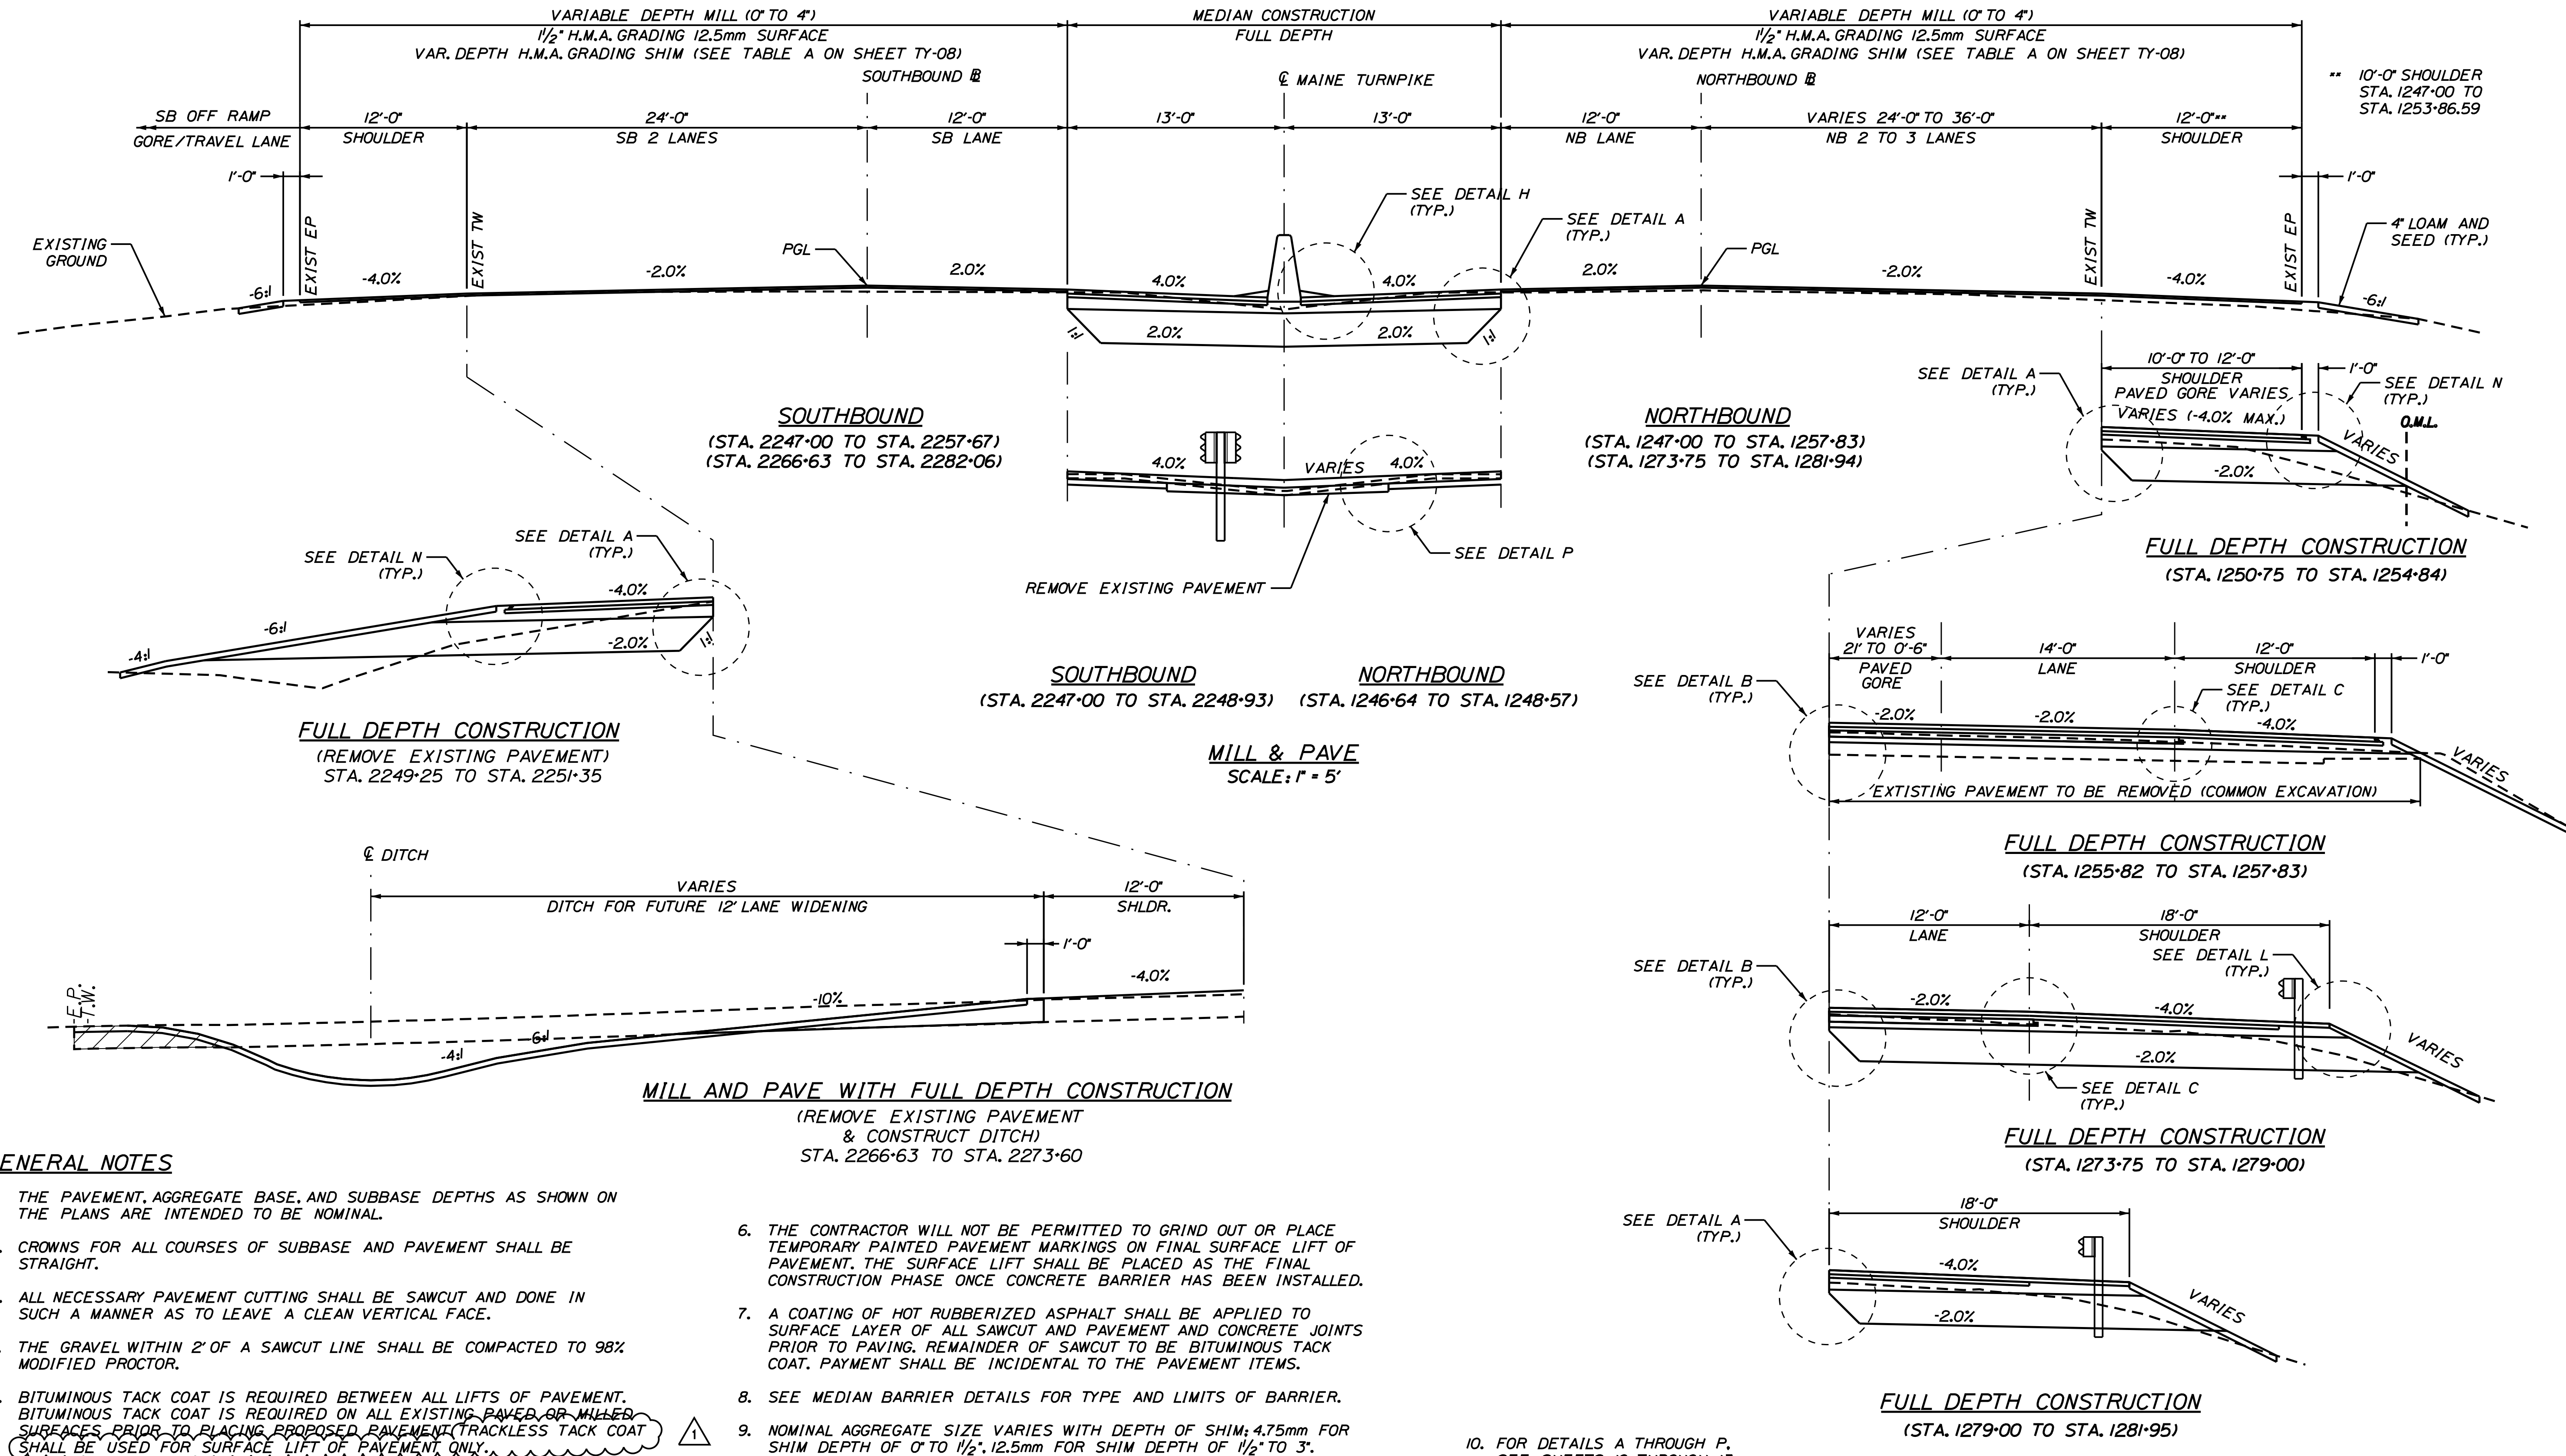 VARIABLE DEPTH MILL (0" TO 4")
1 1/2" H.M.A. GRADING 12.5mm SURFACE
VAR. DEPTH H.M.A. GRADING SHIM (SEE TABLE A ON SHEET TY-08)
MEDIAN CONSTRUCTION
FULL DEPTH
VARIABLE DEPTH MILL (0" TO 4")
1 1/2" H.M.A. GRADING 12.5mm SURFACE
VAR. DEPTH H.M.A. GRADING SHIM (SEE TABLE A ON SHEET TY-08)
SOUTHBOUND BL
CL MAINE TURNPIKE
NORTHBOUND BL
** 10'-0" SHOULDER
STA. 1247+00 TO
STA. 1253+86.59
SB OFF RAMP
GORE/TRAVEL LANE
12'-0"
SHOULDER
24'-0"
SB 2 LANES
12'-0"
SB LANE
13'-0"
13'-0"
12'-0"
NB LANE
VARIES 24'-0" TO 36'-0"
NB 2 TO 3 LANES
12'-0"**
SHOULDER
1'-0"
1'-0"
EXISTING
GROUND
EXIST EP
EXIST TW
PGL
SEE DETAIL H
(TYP.)
SEE DETAIL A
(TYP.)
PGL
EXIST TW
EXIST EP
4" LOAM AND
SEED (TYP.)
-6:1
-4.0%
-2.0%
2.0%
4.0%
4.0%
2.0%
-2.0%
-4.0%
-6:1
1:1
2.0%
2.0%
1:1
SOUTHBOUND
(STA. 2247+00 TO STA. 2257+67)
(STA. 2266+63 TO STA. 2282+06)
NORTHBOUND
(STA. 1247+00 TO STA. 1257+83)
(STA. 1273+75 TO STA. 1281+94)
SEE DETAIL A
(TYP.)
10'-0" TO 12'-0"
SHOULDER
PAVED GORE VARIES
VARIES (-4.0% MAX.)
1'-0"
SEE DETAIL N
(TYP.)
O.M.L.
VARIES
-2.0%
FULL DEPTH CONSTRUCTION
(STA. 1250+75 TO STA. 1254+84)
4.0%
VARIES
4.0%
SEE DETAIL P
REMOVE EXISTING PAVEMENT
SEE DETAIL N
(TYP.)
SEE DETAIL A
(TYP.)
-4:1
-6:1
-4.0%
-2.0%
1:1
FULL DEPTH CONSTRUCTION
(REMOVE EXISTING PAVEMENT)
STA. 2249+25 TO STA. 2251+35
SOUTHBOUND
(STA. 2247+00 TO STA. 2248+93)
NORTHBOUND
(STA. 1246+64 TO STA. 1248+57)
MILL & PAVE
SCALE: 1" = 5'
VARIES
21' TO 0'-6"
PAVED
GORE
14'-0"
LANE
12'-0"
SHOULDER
1'-0"
SEE DETAIL B
(TYP.)
SEE DETAIL C
(TYP.)
-2.0%
-2.0%
-4.0%
VARIES
EXTISTING PAVEMENT TO BE REMOVED (COMMON EXCAVATION)
FULL DEPTH CONSTRUCTION
(STA. 1255+82 TO STA. 1257+83)
CL DITCH
VARIES
DITCH FOR FUTURE 12' LANE WIDENING
12'-0"
SHLDR.
1'-0"
E.P.
T.W.
-4:1
-6:1
-10%
-4.0%
MILL AND PAVE WITH FULL DEPTH CONSTRUCTION
(REMOVE EXISTING PAVEMENT
& CONSTRUCT DITCH)
STA. 2266+63 TO STA. 2273+60
12'-0"
LANE
18'-0"
SHOULDER
SEE DETAIL B
(TYP.)
SEE DETAIL L
(TYP.)
-2.0%
-4.0%
-2.0%
VARIES
SEE DETAIL C
(TYP.)
FULL DEPTH CONSTRUCTION
(STA. 1273+75 TO STA. 1279+00)
18'-0"
SHOULDER
SEE DETAIL A
(TYP.)
-4.0%
-2.0%
VARIES
FULL DEPTH CONSTRUCTION
(STA. 1279+00 TO STA. 1281+95)
ENERAL NOTES
THE PAVEMENT, AGGREGATE BASE, AND SUBBASE DEPTHS AS SHOWN ON
THE PLANS ARE INTENDED TO BE NOMINAL.
CROWNS FOR ALL COURSES OF SUBBASE AND PAVEMENT SHALL BE
STRAIGHT.
ALL NECESSARY PAVEMENT CUTTING SHALL BE SAWCUT AND DONE IN
SUCH A MANNER AS TO LEAVE A CLEAN VERTICAL FACE.
THE GRAVEL WITHIN 2' OF A SAWCUT LINE SHALL BE COMPACTED TO 98%
MODIFIED PROCTOR.
BITUMINOUS TACK COAT IS REQUIRED BETWEEN ALL LIFTS OF PAVEMENT.
BITUMINOUS TACK COAT IS REQUIRED ON ALL EXISTING PAVED OR MILLED
SURFACES PRIOR TO PLACING PROPOSED PAVEMENT. TRACKLESS TACK COAT
SHALL BE USED FOR SURFACE LIFT OF PAVEMENT ONLY.
1
6. THE CONTRACTOR WILL NOT BE PERMITTED TO GRIND OUT OR PLACE
TEMPORARY PAINTED PAVEMENT MARKINGS ON FINAL SURFACE LIFT OF
PAVEMENT. THE SURFACE LIFT SHALL BE PLACED AS THE FINAL
CONSTRUCTION PHASE ONCE CONCRETE BARRIER HAS BEEN INSTALLED.
7. A COATING OF HOT RUBBERIZED ASPHALT SHALL BE APPLIED TO
SURFACE LAYER OF ALL SAWCUT AND PAVEMENT AND CONCRETE JOINTS
PRIOR TO PAVING. REMAINDER OF SAWCUT TO BE BITUMINOUS TACK
COAT. PAYMENT SHALL BE INCIDENTAL TO THE PAVEMENT ITEMS.
8. SEE MEDIAN BARRIER DETAILS FOR TYPE AND LIMITS OF BARRIER.
9. NOMINAL AGGREGATE SIZE VARIES WITH DEPTH OF SHIM; 4.75mm FOR
SHIM DEPTH OF 0" TO 1 1/2", 12.5mm FOR SHIM DEPTH OF 1 1/2" TO 3".
10. FOR DETAILS A THROUGH P,